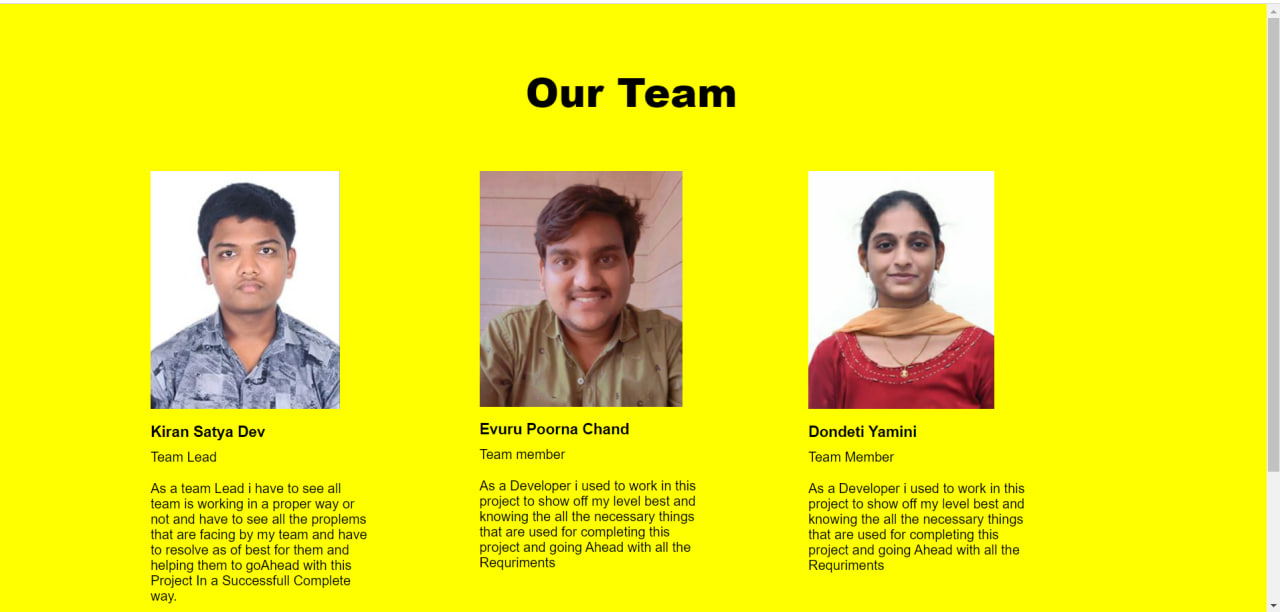 Our Team
Kiran Satya Dev
Team Lead
As a team Lead i have to see all
team is working in a proper way or
not and have to see all the proplems
that are facing by my team and have
to resolve as of best for them and
helping them to goAhead with this
Project In a Successfull Complete
way.
Evuru Poorna Chand
Team member
As a Developer i used to work in this
project to show off my level best and
knowing the all the necessary things
that are used for completing this
project and going Ahead with all the
Requriments
Dondeti Yamini
Team Member
As a Developer i used to work in this
project to show off my level best and
knowing the all the necessary things
that are used for completing this
project and going Ahead with all the
Requriments